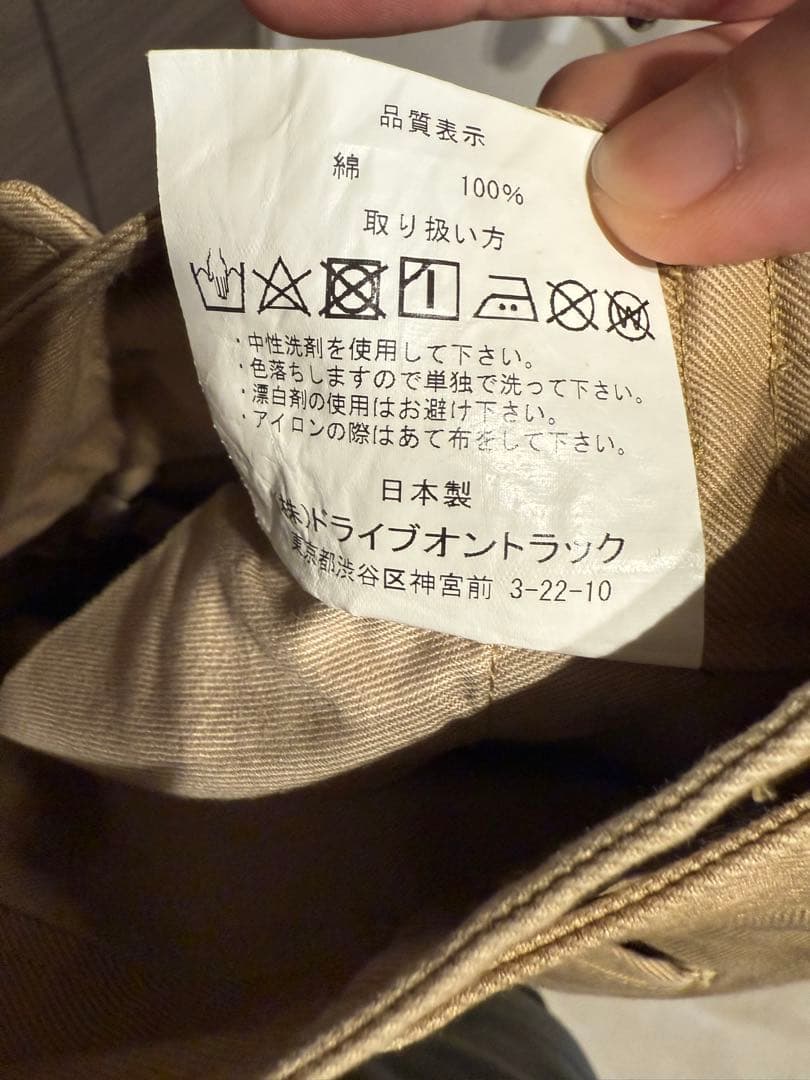 品質表示
綿 100%
取り扱い方
W
・中性洗剤を使用して下さい。
・色落ちしますので単独で洗って下さい。
・漂白剤の使用はお避け下さい。
・アイロンの際はあて布をして下さい。
日本製
(株)ドライブオントラック
東京都渋谷区神宮前 3-22-10